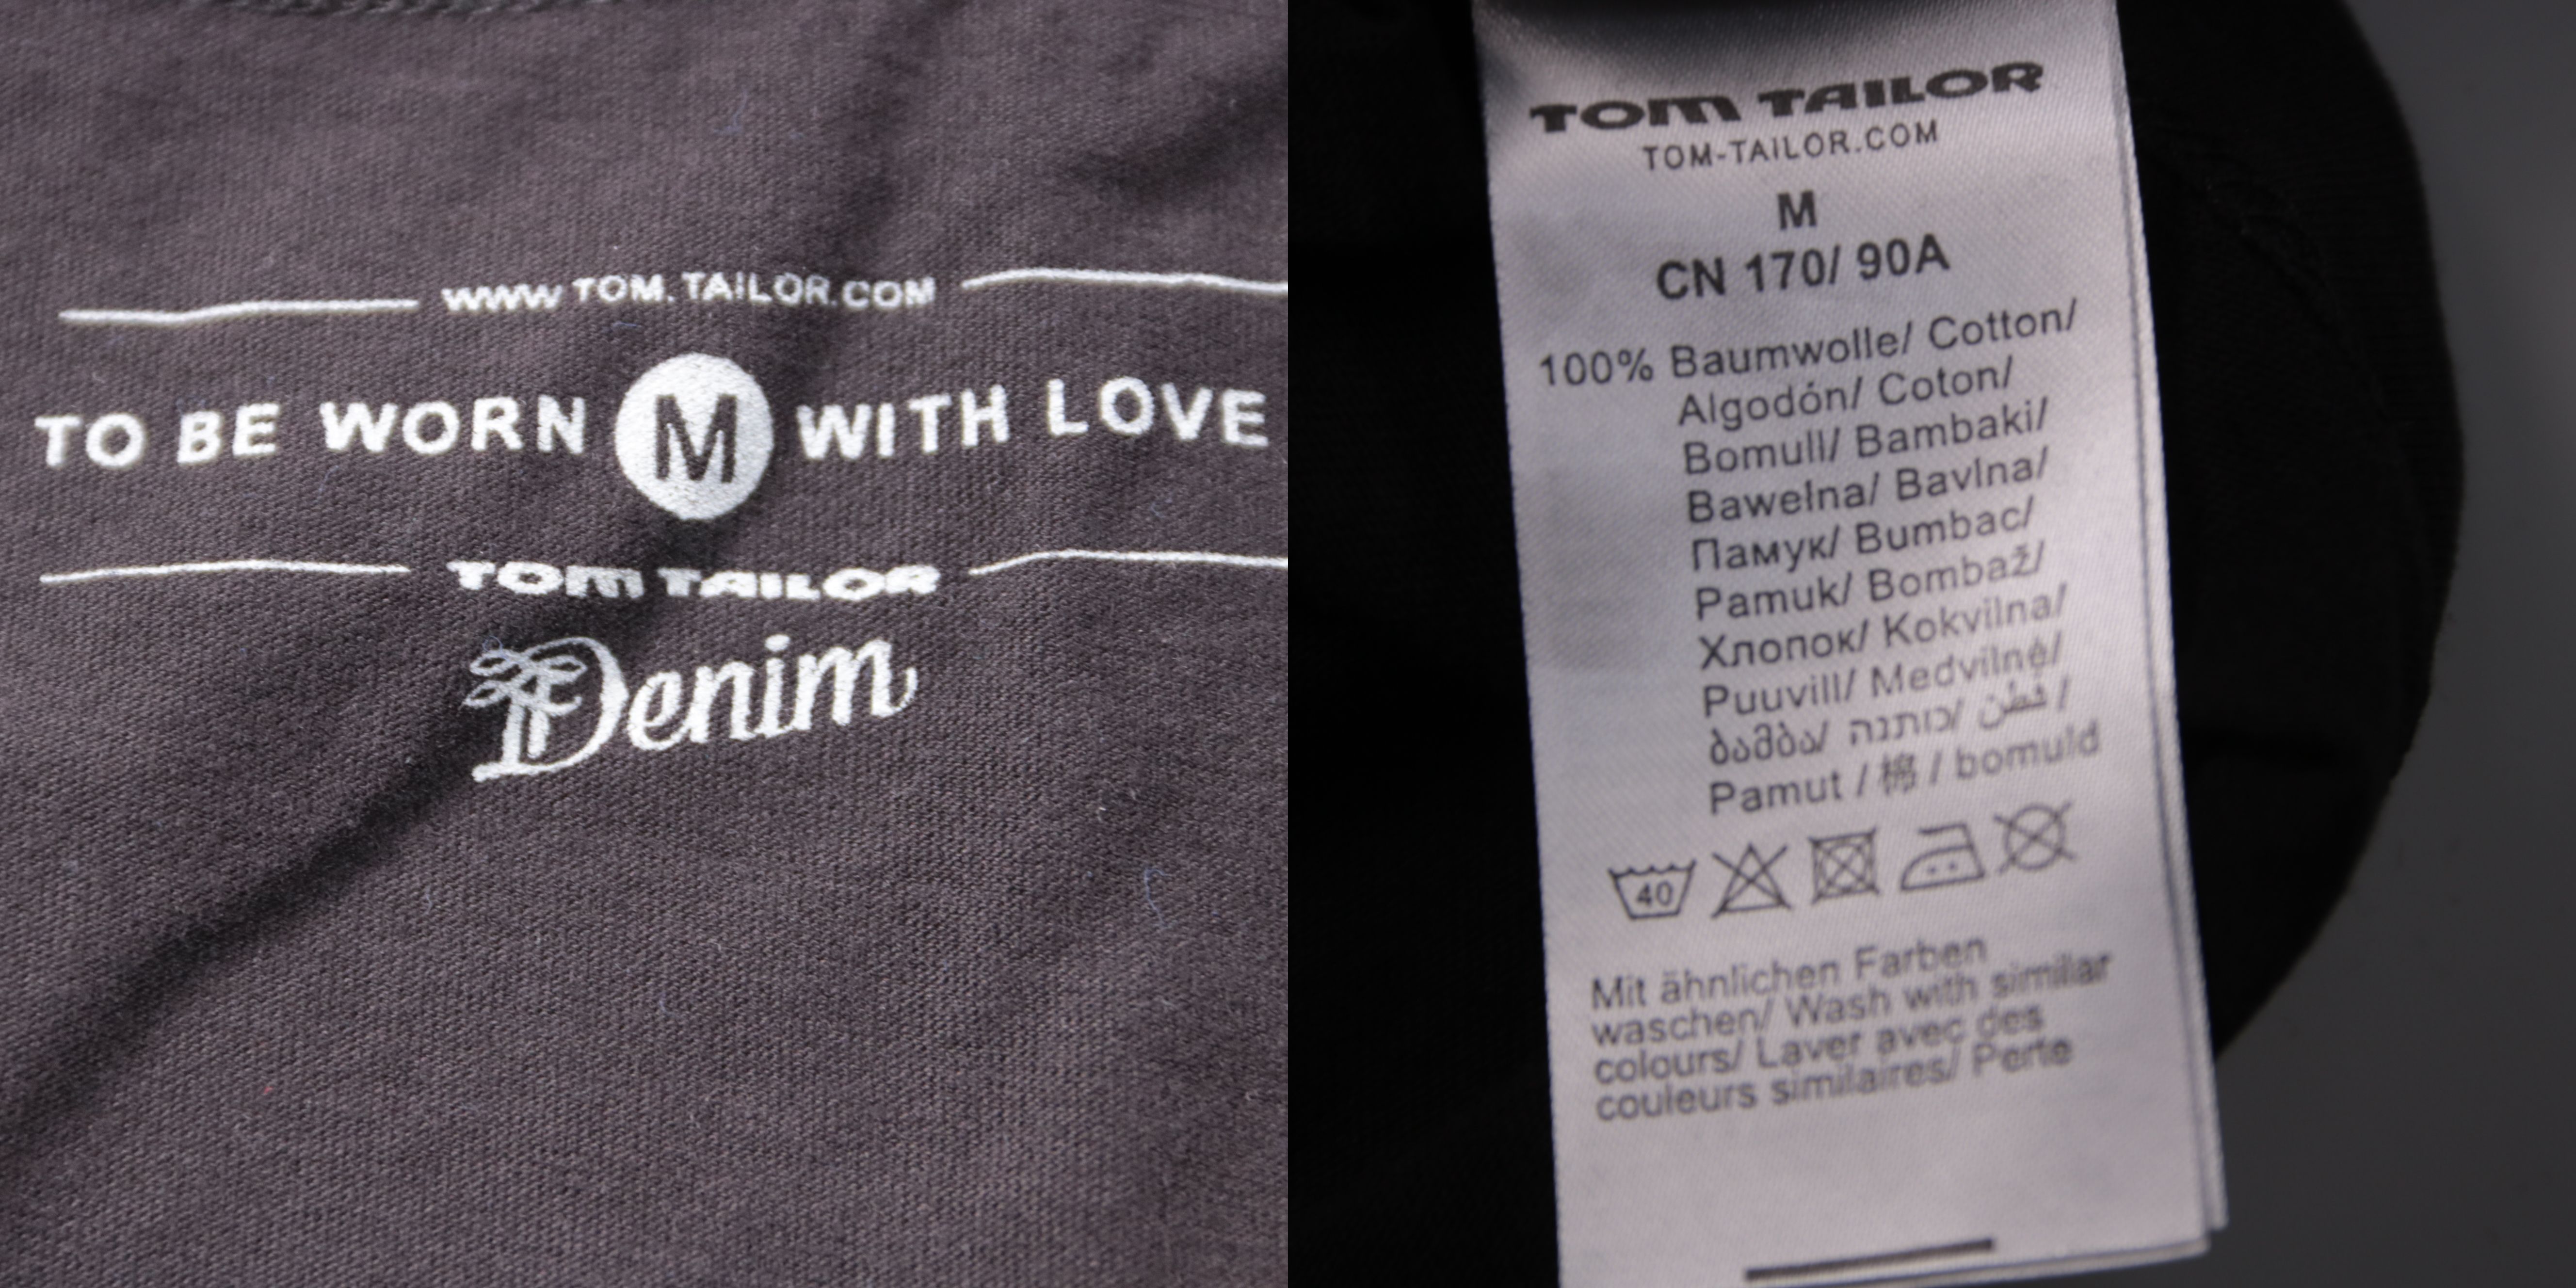 WWW.TOM.TAILOR.COM
TO BE WORN M WITH LOVE
TOM TAILOR
Denim
TOM TAILOR
TOM-TAILOR.COM
M
CN 170/ 90A
100% Baumwolle/ Cotton/
Algodón/ Coton/
Bomull/ Bambaki/
Bawełna/ Bavlna/
Памук/ Bumbac/
Pamuk/ Bombaž/
Хлопок/ Kokvilna/
Puuvill/ Medvilnė/
ბამბა/ כותנה/ قطن /
Pamut / 棉 / bomuld
40
Mit ähnlichen Farben
waschen/ Wash with similar
colours/ Laver avec des
couleurs similaires/ Perte